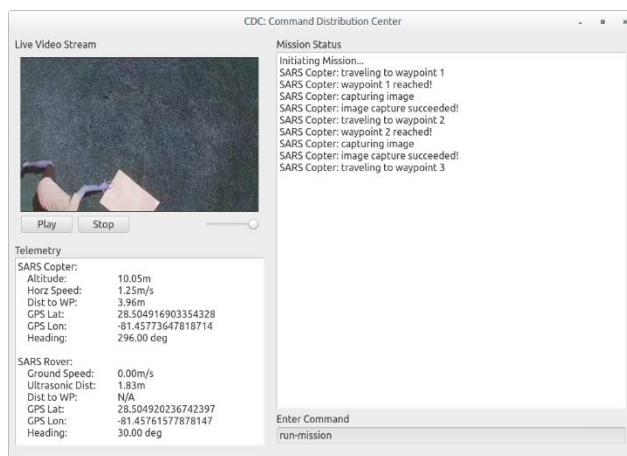 CDC: Command Distribution Center
Live Video Stream
Play
Stop
Telemetry
SARS Copter:
Altitude: 10.05m
Horz Speed: 1.25m/s
Dist to WP: 3.96m
GPS Lat: 28.504916903354328
GPS Lon: -81.45773647818714
Heading: 296.00 deg
SARS Rover:
Ground Speed: 0.00m/s
Ultrasonic Dist: 1.83m
Dist to WP: N/A
GPS Lat: 28.504920236742397
GPS Lon: -81.45761577878147
Heading: 30.00 deg
Mission Status
Initiating Mission...
SARS Copter: traveling to waypoint 1
SARS Copter: waypoint 1 reached!
SARS Copter: capturing image
SARS Copter: image capture succeeded!
SARS Copter: traveling to waypoint 2
SARS Copter: waypoint 2 reached!
SARS Copter: capturing image
SARS Copter: image capture succeeded!
SARS Copter: traveling to waypoint 3
Enter Command
run-mission